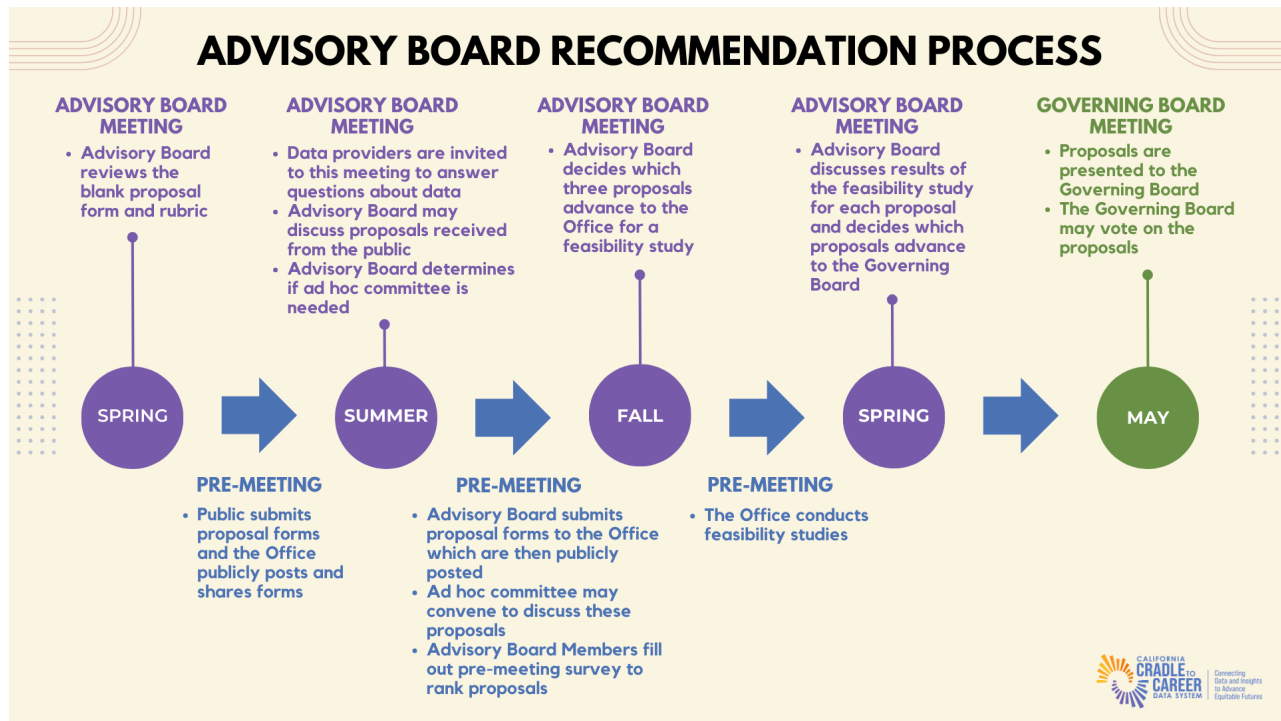 ADVISORY BOARD RECOMMENDATION PROCESS
ADVISORY BOARD
MEETING
• Advisory Board
reviews the
blank proposal
form and rubric
ADVISORY BOARD
MEETING
• Data providers are invited
to this meeting to answer
questions about data
• Advisory Board may
discuss proposals received
from the public
• Advisory Board determines
if ad hoc committee is
needed
ADVISORY BOARD
MEETING
• Advisory Board
decides which
three proposals
advance to the
Office for a
feasibility study
ADVISORY BOARD
MEETING
• Advisory Board
discusses results of
the feasibility study
for each proposal
and decides which
proposals advance
to the Governing
Board
GOVERNING BOARD
MEETING
• Proposals are
presented to the
Governing Board
• The Governing Board
may vote on the
proposals
SPRING
SUMMER
FALL
SPRING
MAY
PRE-MEETING
• Public submits
proposal forms
and the Office
publicly posts and
shares forms
PRE-MEETING
• Advisory Board submits
proposal forms to the Office
which are then publicly
posted
• Ad hoc committee may
convene to discuss these
proposals
• Advisory Board Members fill
out pre-meeting survey to
rank proposals
PRE-MEETING
• The Office conducts
feasibility studies
CALIFORNIA
CRADLE TO
CAREER
DATA SYSTEM
Connecting
Data and Insights
to Advance
Equitable Futures